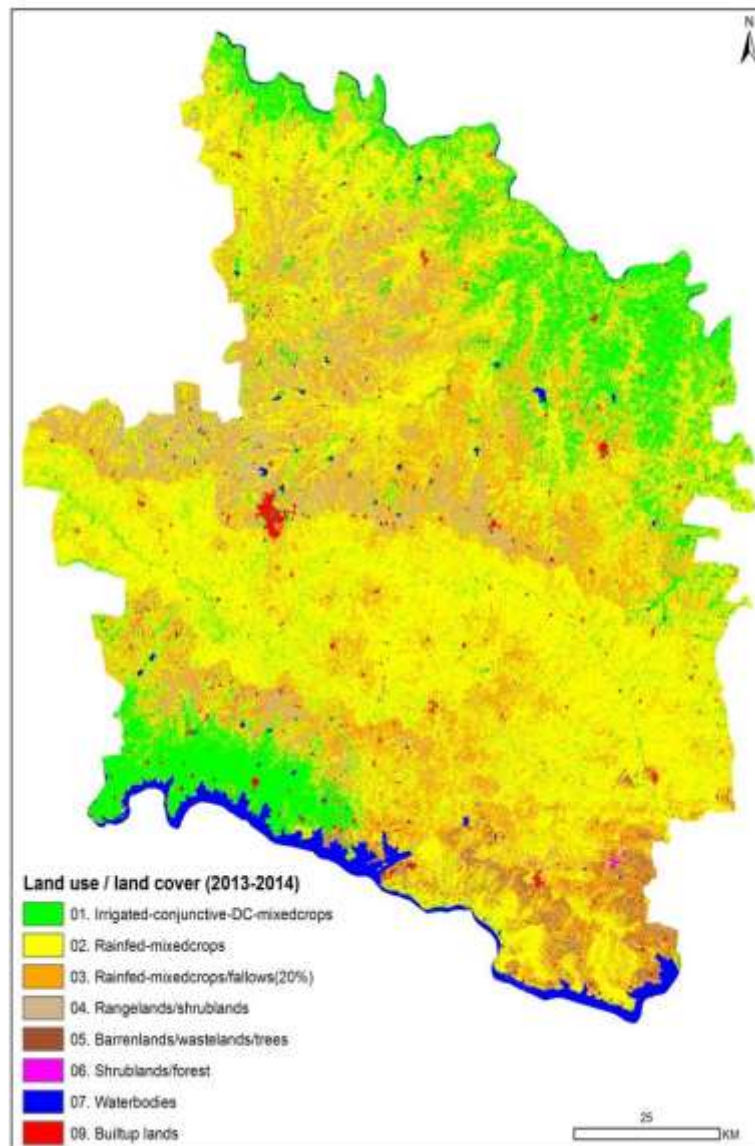 N
Land use / land cover (2013-2014)
01. Irrigated-conjunctive-DC-mixedcrops
02. Rainfed-mixedcrops
03. Rainfed-mixedcrops/fallows(20%)
04. Rangelands/shrublands
05. Barrenlands/wastelands/trees
06. Shrublands/forest
07. Waterbodies
09. Builtup lands
25
KM